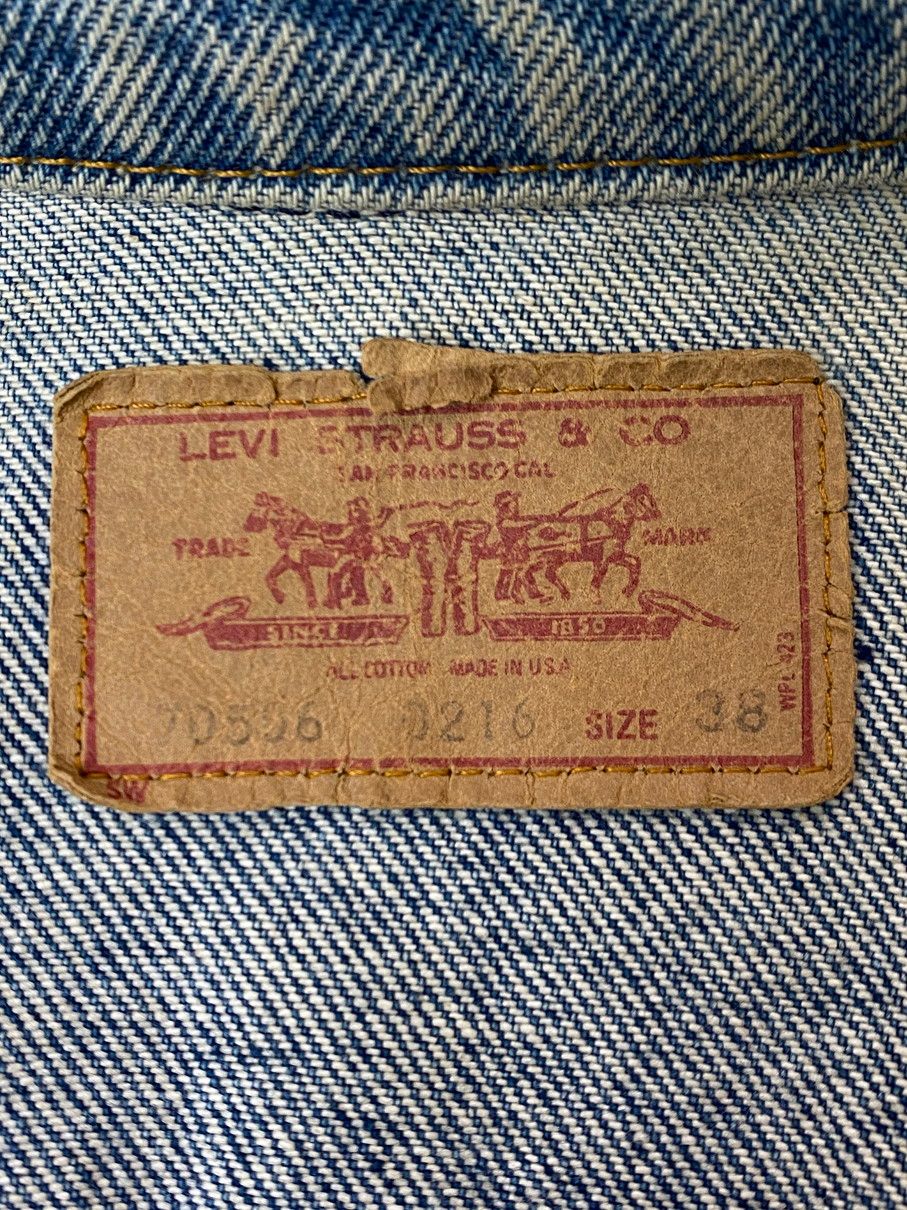 LEVI STRAUSS & CO
SAN FRANCISCO CAL
TRADE MARK
SINCE 1850
ALL COTTON MADE IN U.S.A
70506 0216 SIZE 38
WPL 423
SW